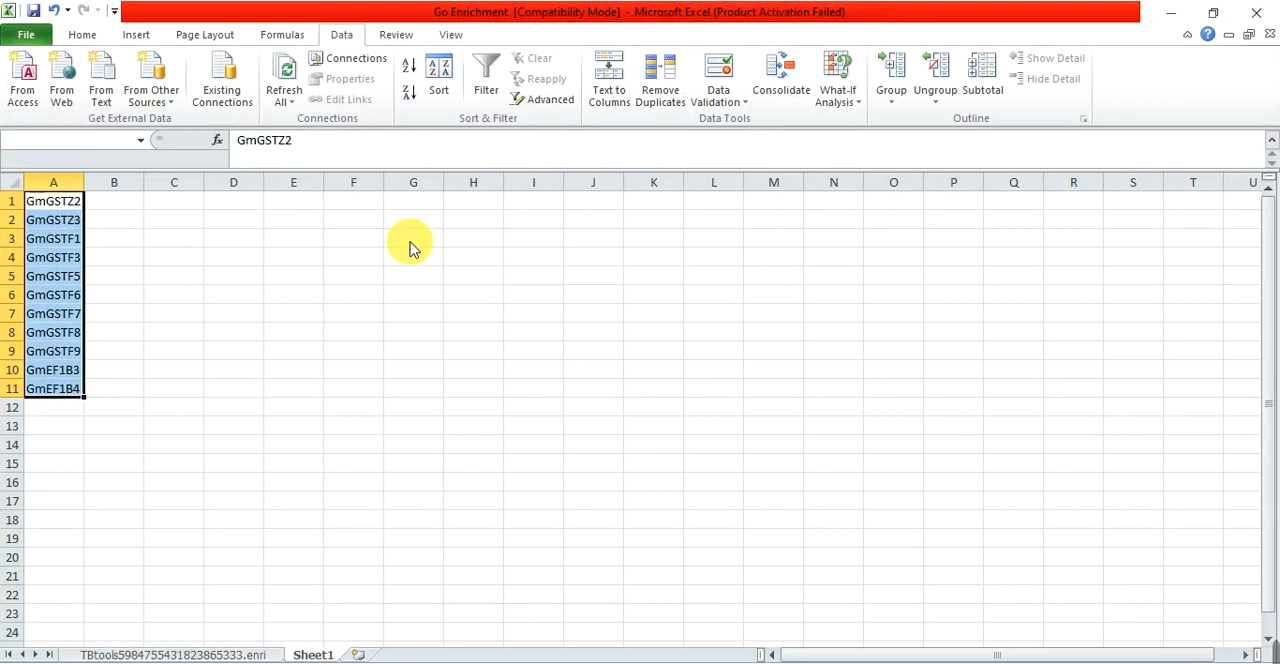 Go Enrichment. [Compatibility Mode] - Microsoft Excel (Product Activation Failed)
File Home Insert Page Layout Formulas Data Review View
From Access
From Web
From Text
From Other Sources
Existing Connections
Get External Data
Refresh All
Connections
Properties
Edit Links
Connections
Sort
Filter
Clear
Reapply
Advanced
Sort & Filter
Text to Columns
Remove Duplicates
Data Validation
Consolidate
What-If Analysis
Data Tools
Group
Ungroup
Subtotal
Show Detail
Hide Detail
Outline
fx GmGSTZ2
A B C D E F G H I J K L M N O P Q R S T U
1 GmGSTZ2
2 GmGSTZ3
3 GmGSTF1
4 GmGSTF3
5 GmGSTF5
6 GmGSTF6
7 GmGSTF7
8 GmGSTF8
9 GmGSTF9
10 GmEF1B3
11 GmEF1B4
12
13
14
15
16
17
18
19
20
21
22
23
24
TBtools5984755431823865333.enri Sheet1